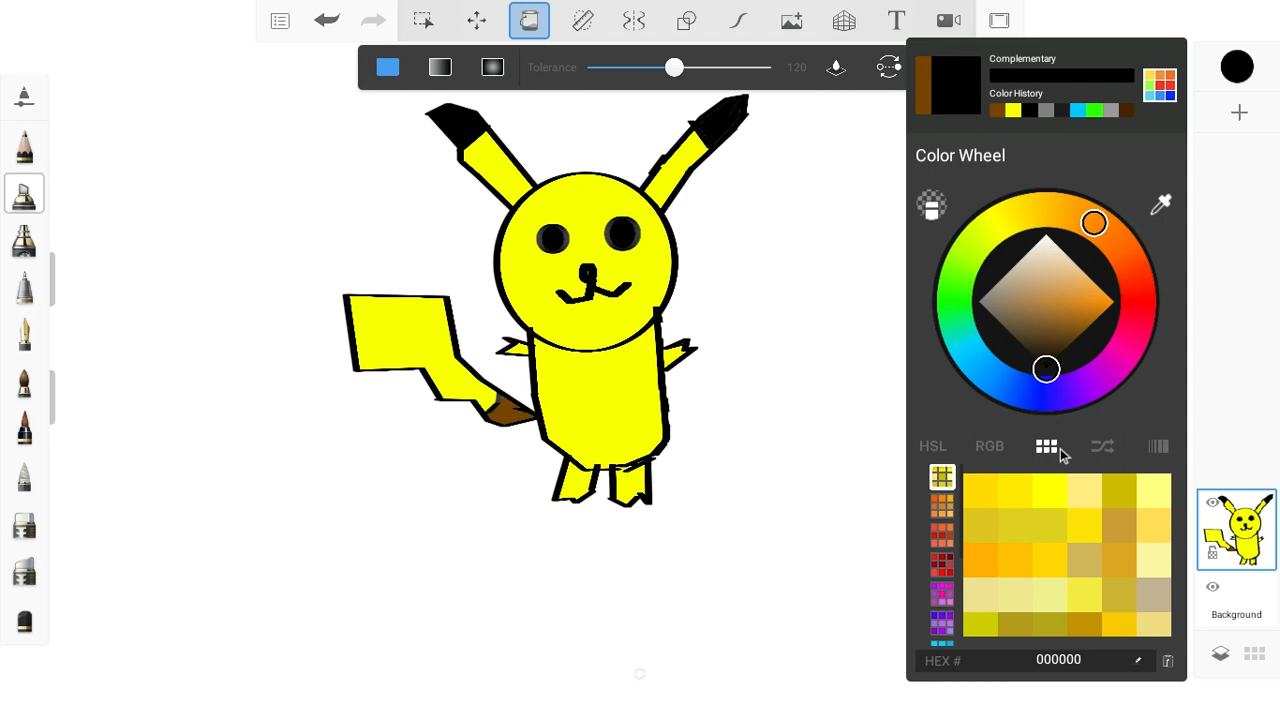 T
Tolerance 120
Complementary
Color History
Color Wheel
HSL RGB
HEX # 000000
Background